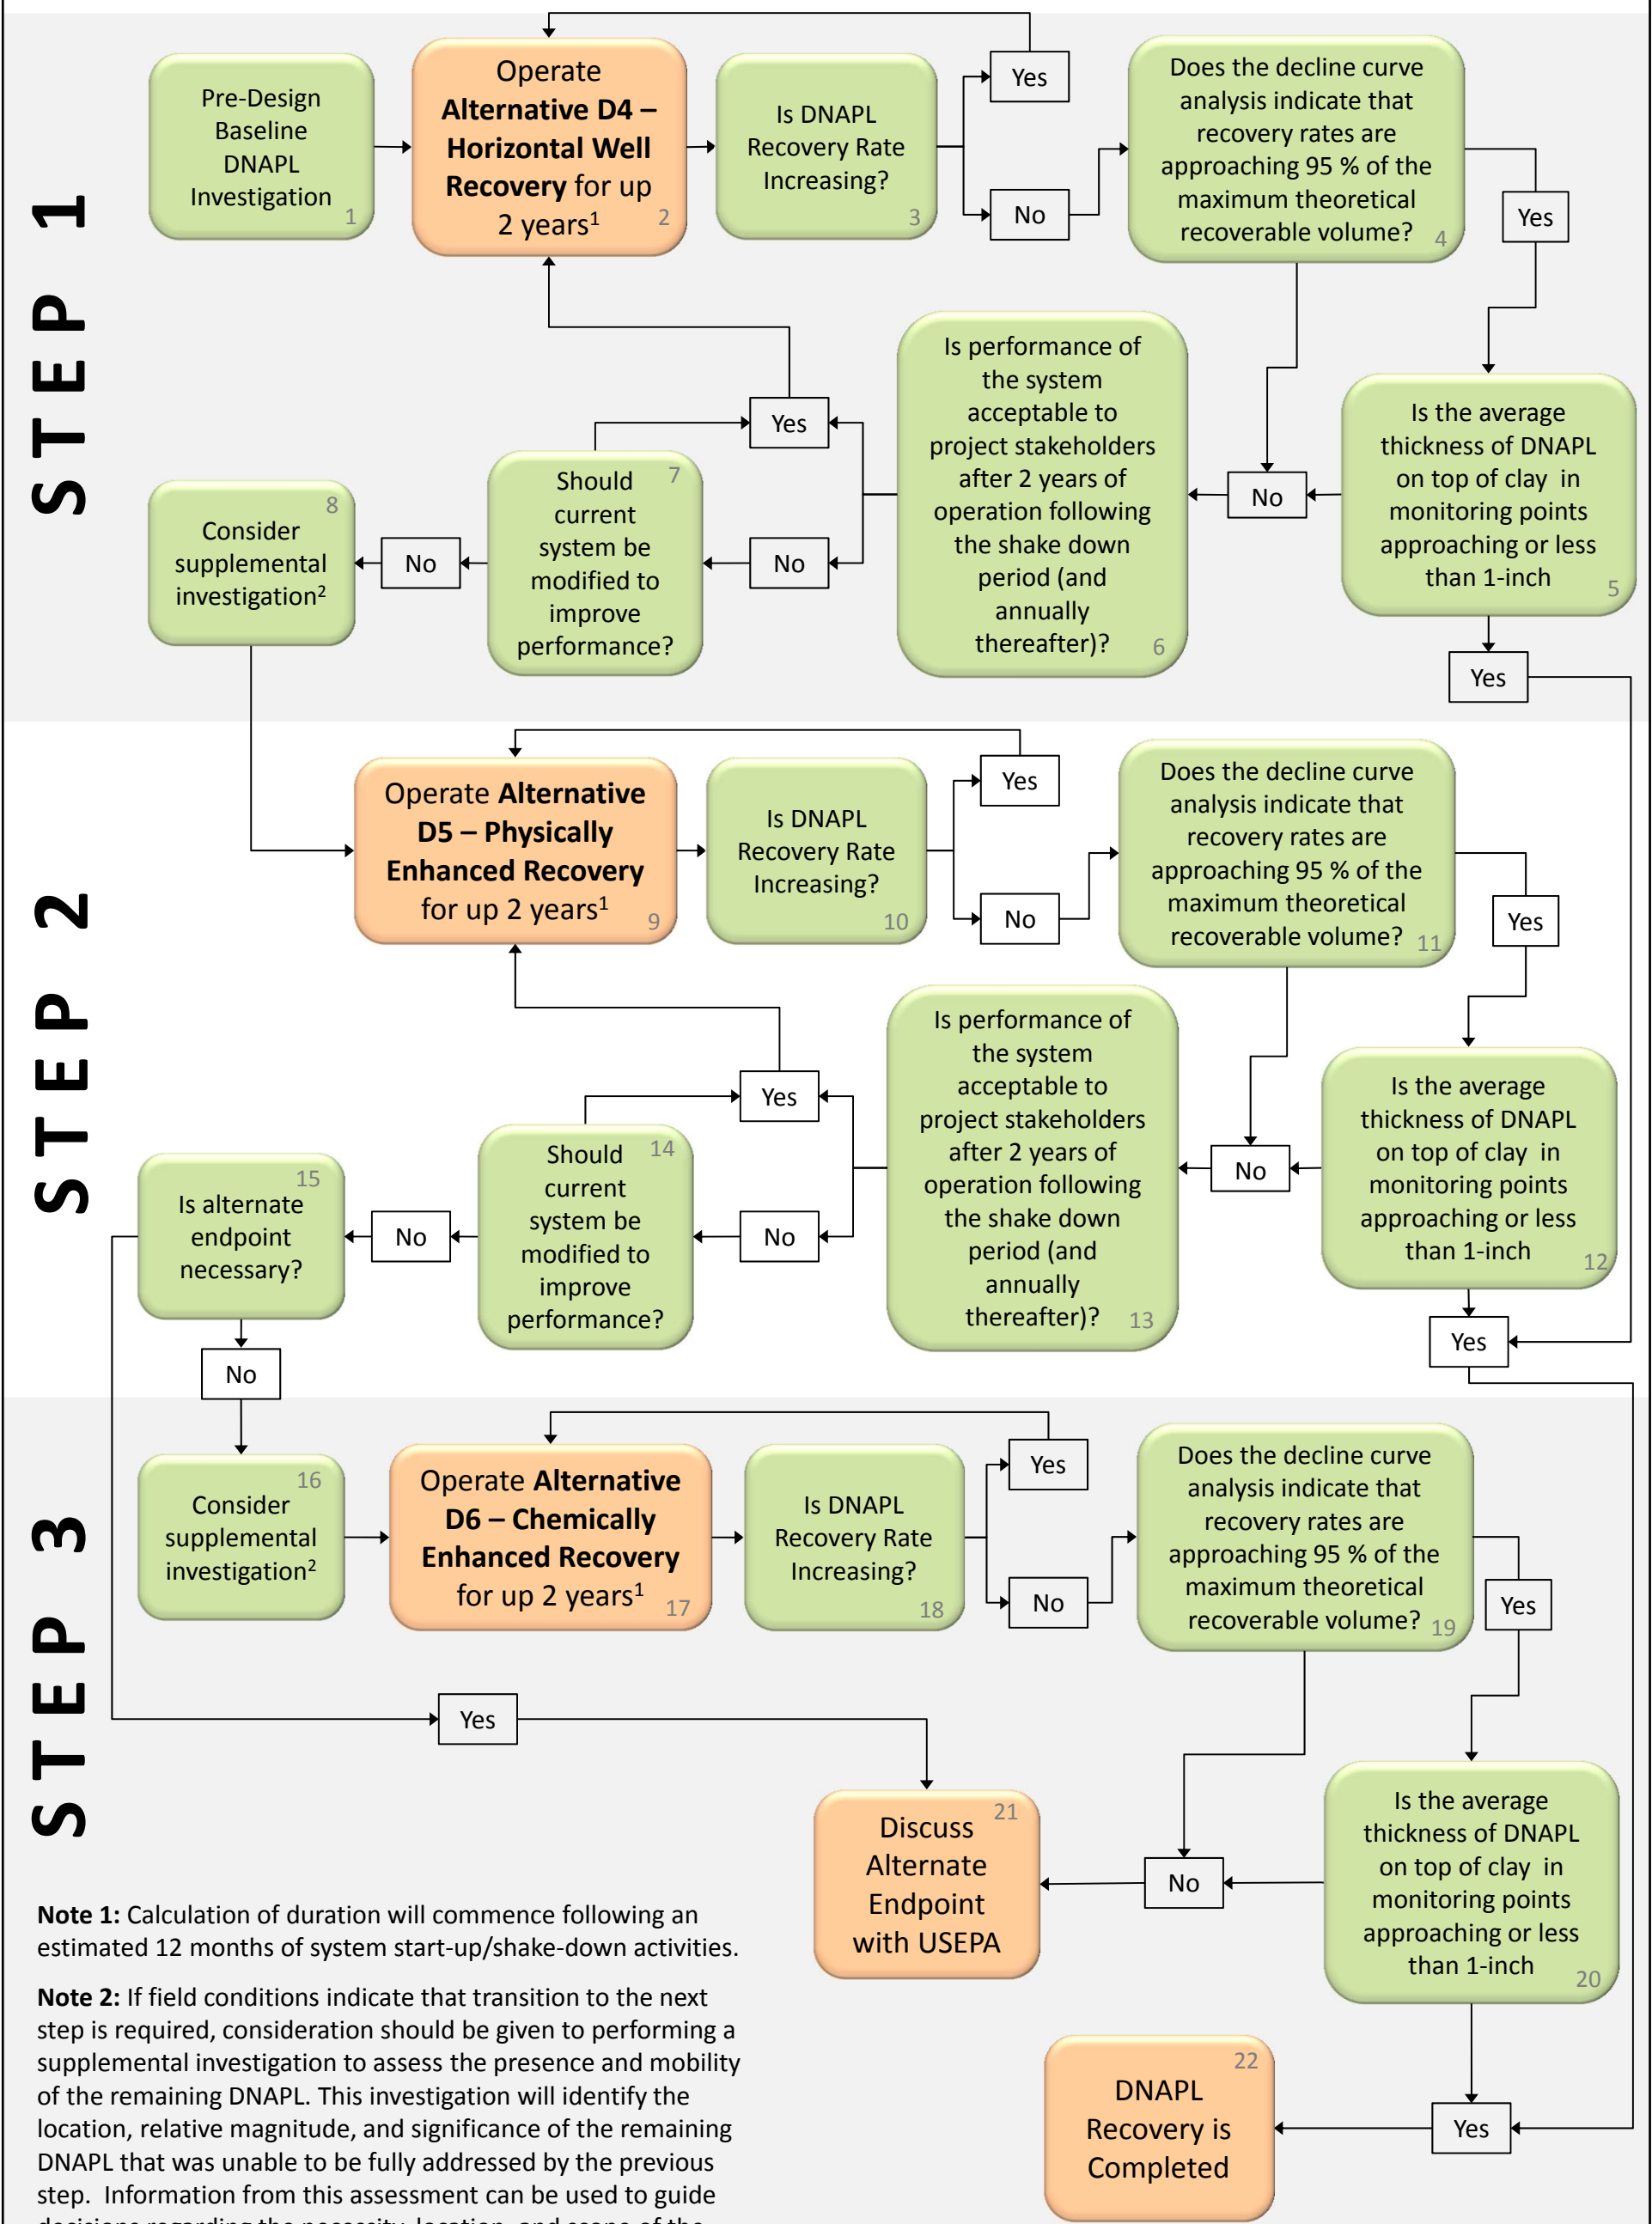 STEP 1
Pre-Design
Baseline
DNAPL
Investigation
1
Operate
Alternative D4 –
Horizontal Well
Recovery for up
2 years¹
2
Is DNAPL
Recovery Rate
Increasing?
3
Yes
No
Does the decline curve
analysis indicate that
recovery rates are
approaching 95 % of the
maximum theoretical
recoverable volume?
4
Yes
Is the average
thickness of DNAPL
on top of clay in
monitoring points
approaching or less
than 1-inch
5
Yes
No
Is performance of
the system
acceptable to
project stakeholders
after 2 years of
operation following
the shake down
period (and
annually
thereafter)?
6
Yes
No
7
Should
current
system be
modified to
improve
performance?
No
8
Consider
supplemental
investigation²
STEP 2
Operate Alternative
D5 – Physically
Enhanced Recovery
for up 2 years¹
9
Is DNAPL
Recovery Rate
Increasing?
10
Yes
No
Does the decline curve
analysis indicate that
recovery rates are
approaching 95 % of the
maximum theoretical
recoverable volume?
11
Yes
Is the average
thickness of DNAPL
on top of clay in
monitoring points
approaching or less
than 1-inch
12
Yes
No
Is performance of
the system
acceptable to
project stakeholders
after 2 years of
operation following
the shake down
period (and
annually
thereafter)?
13
Yes
No
14
Should
current
system be
modified to
improve
performance?
No
15
Is alternate
endpoint
necessary?
No
STEP 3
16
Consider
supplemental
investigation²
Operate Alternative
D6 – Chemically
Enhanced Recovery
for up 2 years¹
17
Is DNAPL
Recovery Rate
Increasing?
18
Yes
No
Does the decline curve
analysis indicate that
recovery rates are
approaching 95 % of the
maximum theoretical
recoverable volume?
19
Yes
Yes
21
Discuss
Alternate
Endpoint
with USEPA
No
Is the average
thickness of DNAPL
on top of clay in
monitoring points
approaching or less
than 1-inch
20
Yes
22
DNAPL
Recovery is
Completed
Note 1: Calculation of duration will commence following an
estimated 12 months of system start-up/shake-down activities.
Note 2: If field conditions indicate that transition to the next
step is required, consideration should be given to performing a
supplemental investigation to assess the presence and mobility
of the remaining DNAPL. This investigation will identify the
location, relative magnitude, and significance of the remaining
DNAPL that was unable to be fully addressed by the previous
step. Information from this assessment can be used to guide
decisions regarding the necessity, location, and scope of the